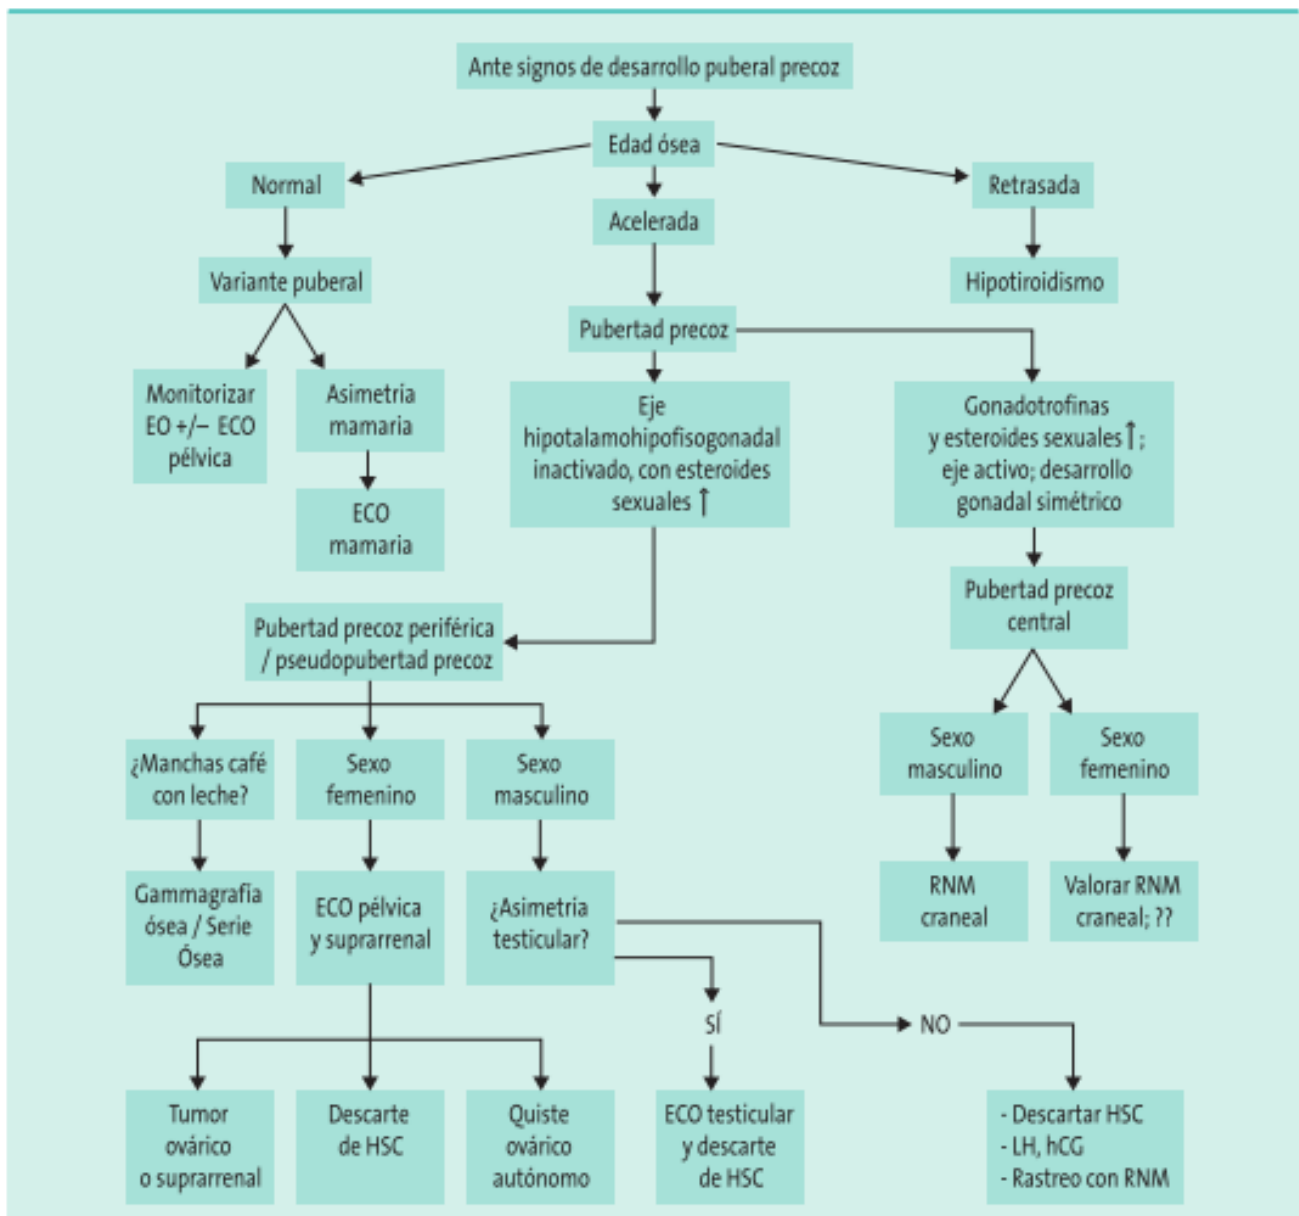 Ante signos de desarrollo puberal precoz
Edad ósea
Normal
Retrasada
Acelerada
Variante puberal
Hipotiroidismo
Pubertad precoz
Monitorizar
EO +/– ECO
pélvica
Asimetría
mamaria
Eje
hipotalamohipofisogonadal
inactivado, con esteroides
sexuales ↑
Gonadotrofinas
y esteroides sexuales ↑;
eje activo; desarrollo
gonadal simétrico
ECO
mamaria
Pubertad precoz
central
Pubertad precoz periférica
/ pseudopubertad precoz
Sexo
masculino
Sexo
femenino
¿Manchas café
con leche?
Sexo
femenino
Sexo
masculino
RNM
craneal
Valorar RNM
craneal; ??
Gammagrafía
ósea / Serie
Ósea
ECO pélvica
y suprarrenal
¿Asimetría
testicular?
SÍ
NO
Tumor
ovárico
o suprarrenal
Descarte
de HSC
Quiste
ovárico
autónomo
ECO testicular
y descarte
de HSC
- Descartar HSC
- LH, hCG
- Rastreo con RNM